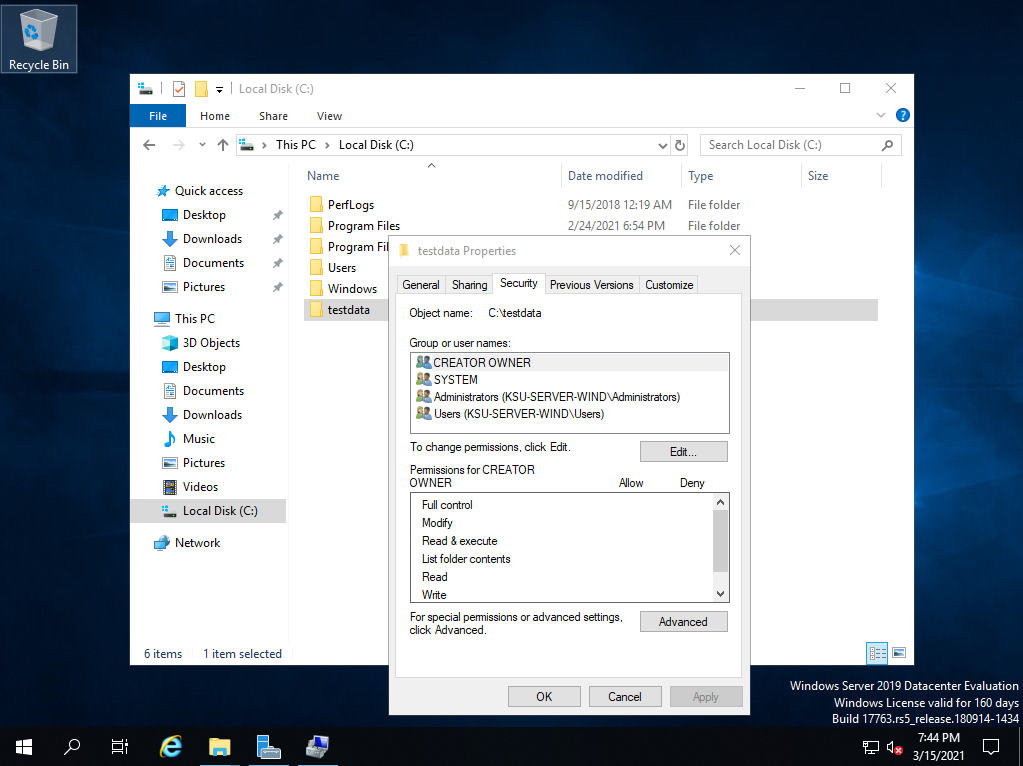 Recycle Bin
Local Disk (C:)
File Home Share View
This PC Local Disk (C:)
Search Local Disk (C:)
Name Date modified Type Size
Quick access
Desktop
Downloads
Documents
Pictures
This PC
3D Objects
Desktop
Documents
Downloads
Music
Pictures
Videos
Local Disk (C:)
Network
PerfLogs 9/15/2018 12:19 AM File folder
Program Files 2/24/2021 6:54 PM File folder
Program Fil
Users
Windows
testdata
6 items 1 item selected
testdata Properties
General Sharing Security Previous Versions Customize
Object name: C:\testdata
Group or user names:
CREATOR OWNER
SYSTEM
Administrators (KSU-SERVER-WIND\Administrators)
Users (KSU-SERVER-WIND\Users)
To change permissions, click Edit.
Edit...
Permissions for CREATOR
OWNER Allow Deny
Full control
Modify
Read & execute
List folder contents
Read
Write
For special permissions or advanced settings,
click Advanced.
Advanced
OK Cancel Apply
Windows Server 2019 Datacenter Evaluation
Windows License valid for 160 days
Build 17763.rs5_release.180914-1434
7:44 PM
3/15/2021